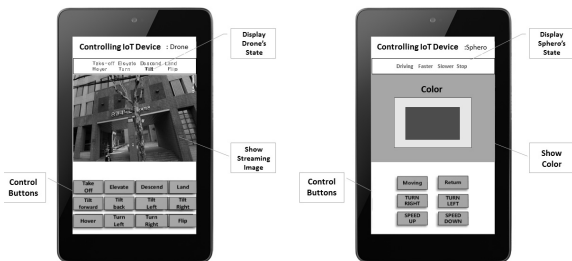 Controlling IoT Device : Drone
Take-off Elevate Descend Land
Hover Turn Tilt Flip
Display
Drone's
State
Show
Streaming
Image
Control
Buttons
Take Off
Elevate
Descend
Land
Tilt forward
Tilt back
Tilt Left
Tilt Right
Hover
Turn Left
Turn Right
Flip
Controlling IoT Device :Sphero
Driving Faster Slower Stop
Color
Display
Sphero's
State
Show
Color
Control
Buttons
Moving
Return
TURN RIGHT
TURN LEFT
SPEED UP
SPEED DOWN